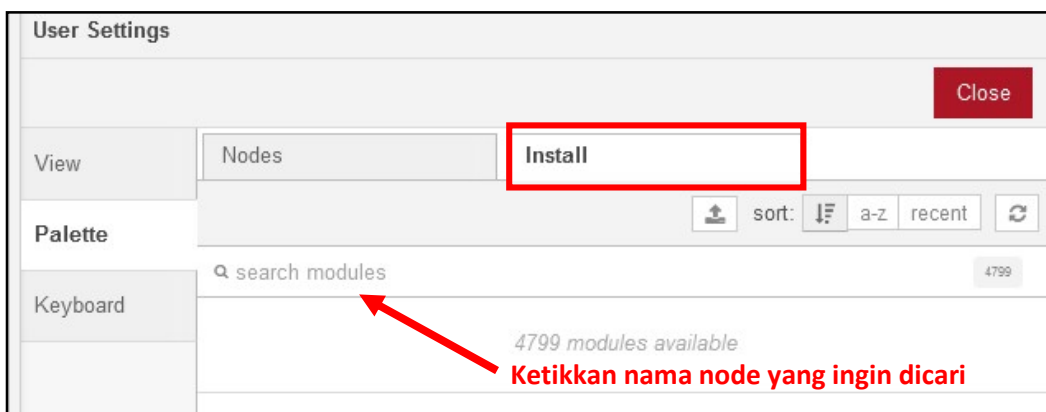 User Settings
Close
View
Nodes
Install
sort:
a-z
recent
Palette
search modules
4799
Keyboard
4799 modules available
Ketikkan nama node yang ingin dicari